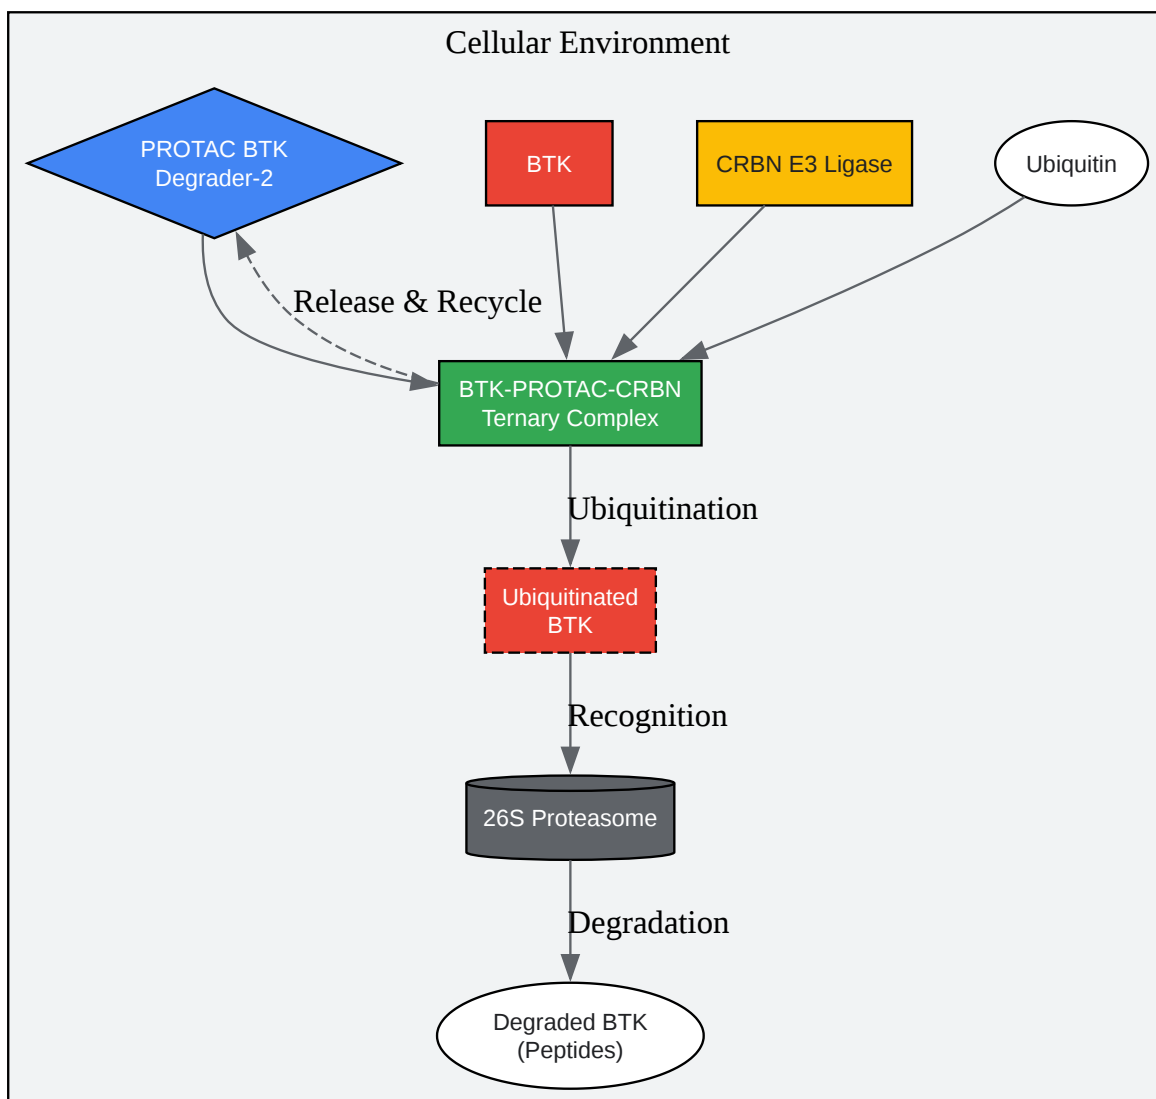 Cellular Environment
PROTAC BTK
Degrader-2
BTK
CRBN E3 Ligase
Ubiquitin
Release & Recycle
BTK-PROTAC-CRBN
Ternary Complex
Ubiquitination
Ubiquitinated
BTK
Recognition
26S Proteasome
Degradation
Degraded BTK
(Peptides)